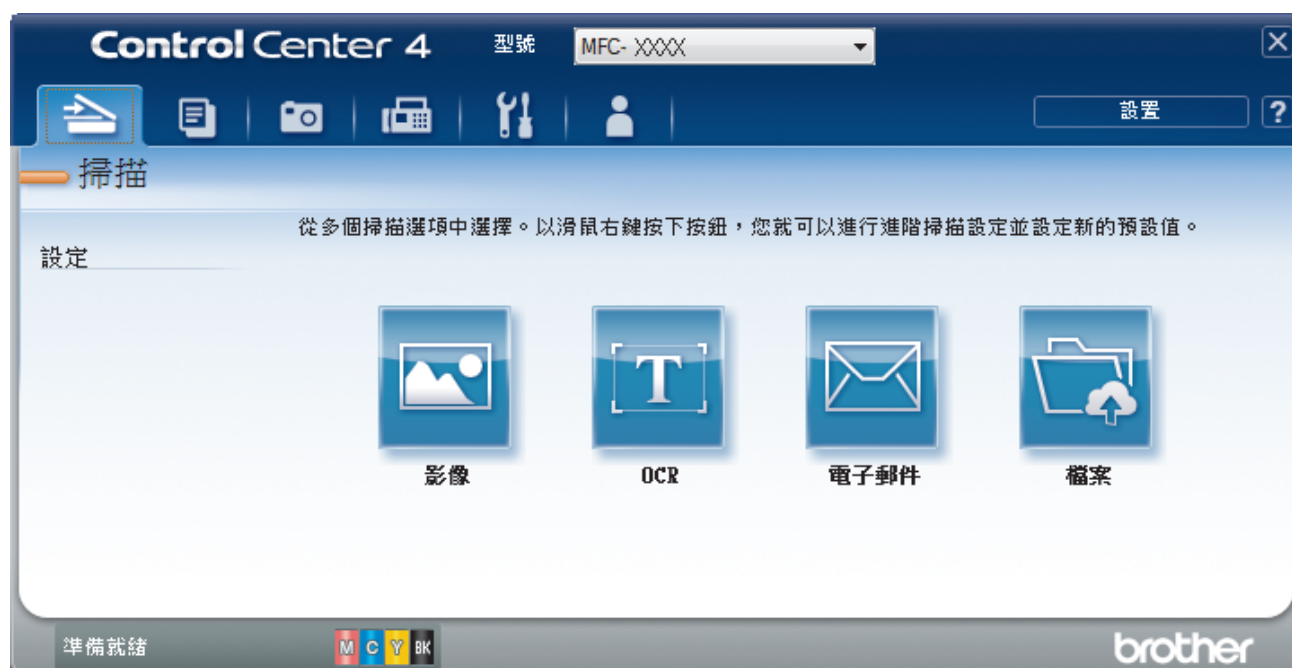 Control Center 4 型號 MFC- XXXX
設置 ?
掃描
從多個掃描選項中選擇。以滑鼠右鍵按下按鈕，您就可以進行進階掃描設定並設定新的預設值。
設定
T
影像 OCR 電子郵件 檔案
準備就緒 M C Y BK brother